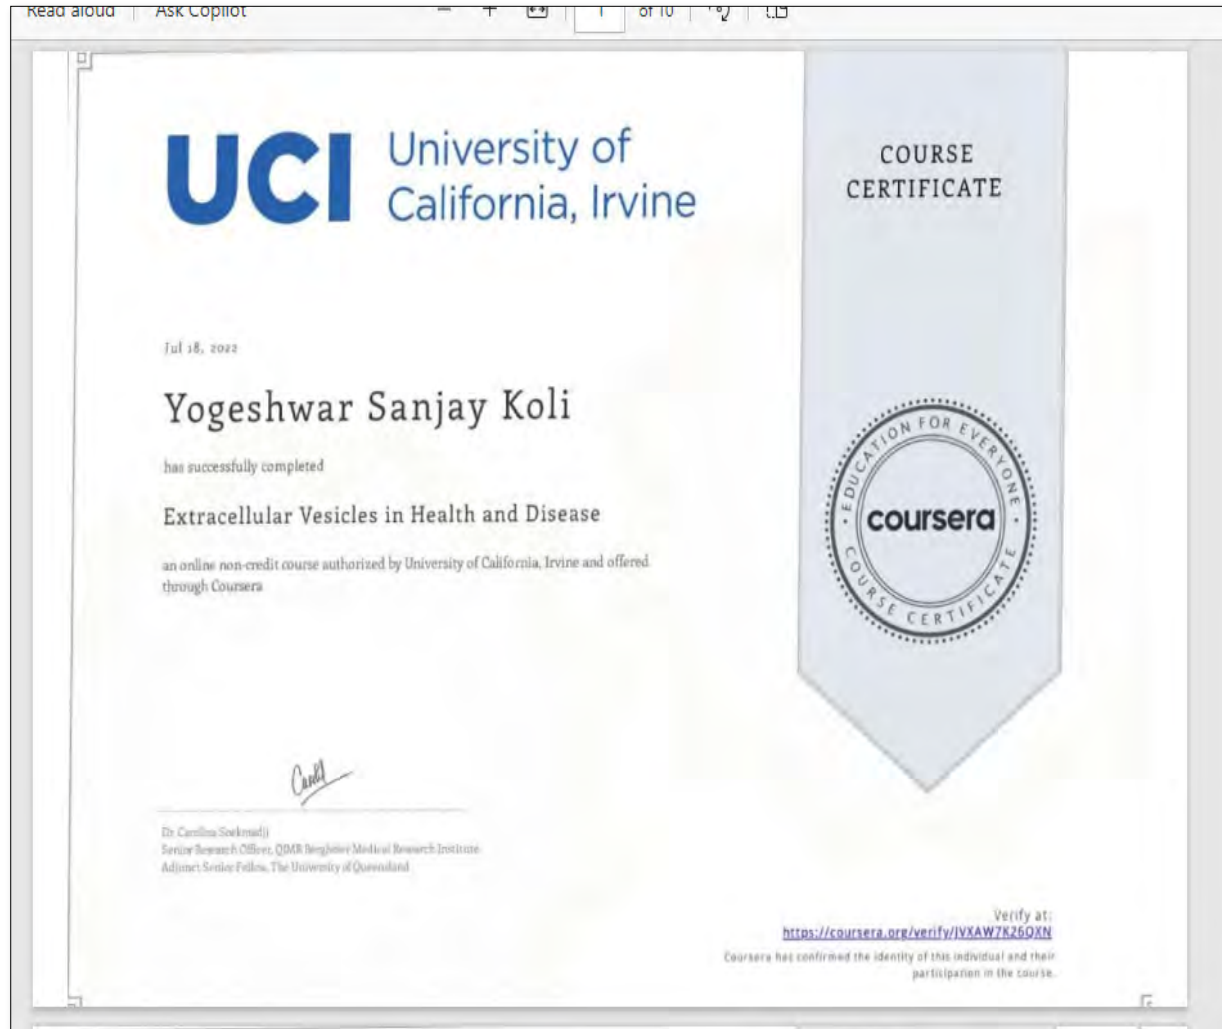 Read aloud
Ask Copilot
1
of 10
UCI
University of
California, Irvine
COURSE
CERTIFICATE
Jul 18, 2022
Yogeshwar Sanjay Koli
has successfully completed
Extracellular Vesicles in Health and Disease
an online non-credit course authorized by University of California, Irvine and offered
through Coursera
EDUCATION FOR EVERYONE
coursera
COURSE CERTIFICATE
Dr Carolina Soekmadji
Senior Research Officer, QIMR Berghofer Medical Research Institute
Adjunct Senior Fellow, The University of Queensland
Verify at:
https://coursera.org/verify/JVXAW7K26QXN
Coursera has confirmed the identity of this individual and their
participation in the course.